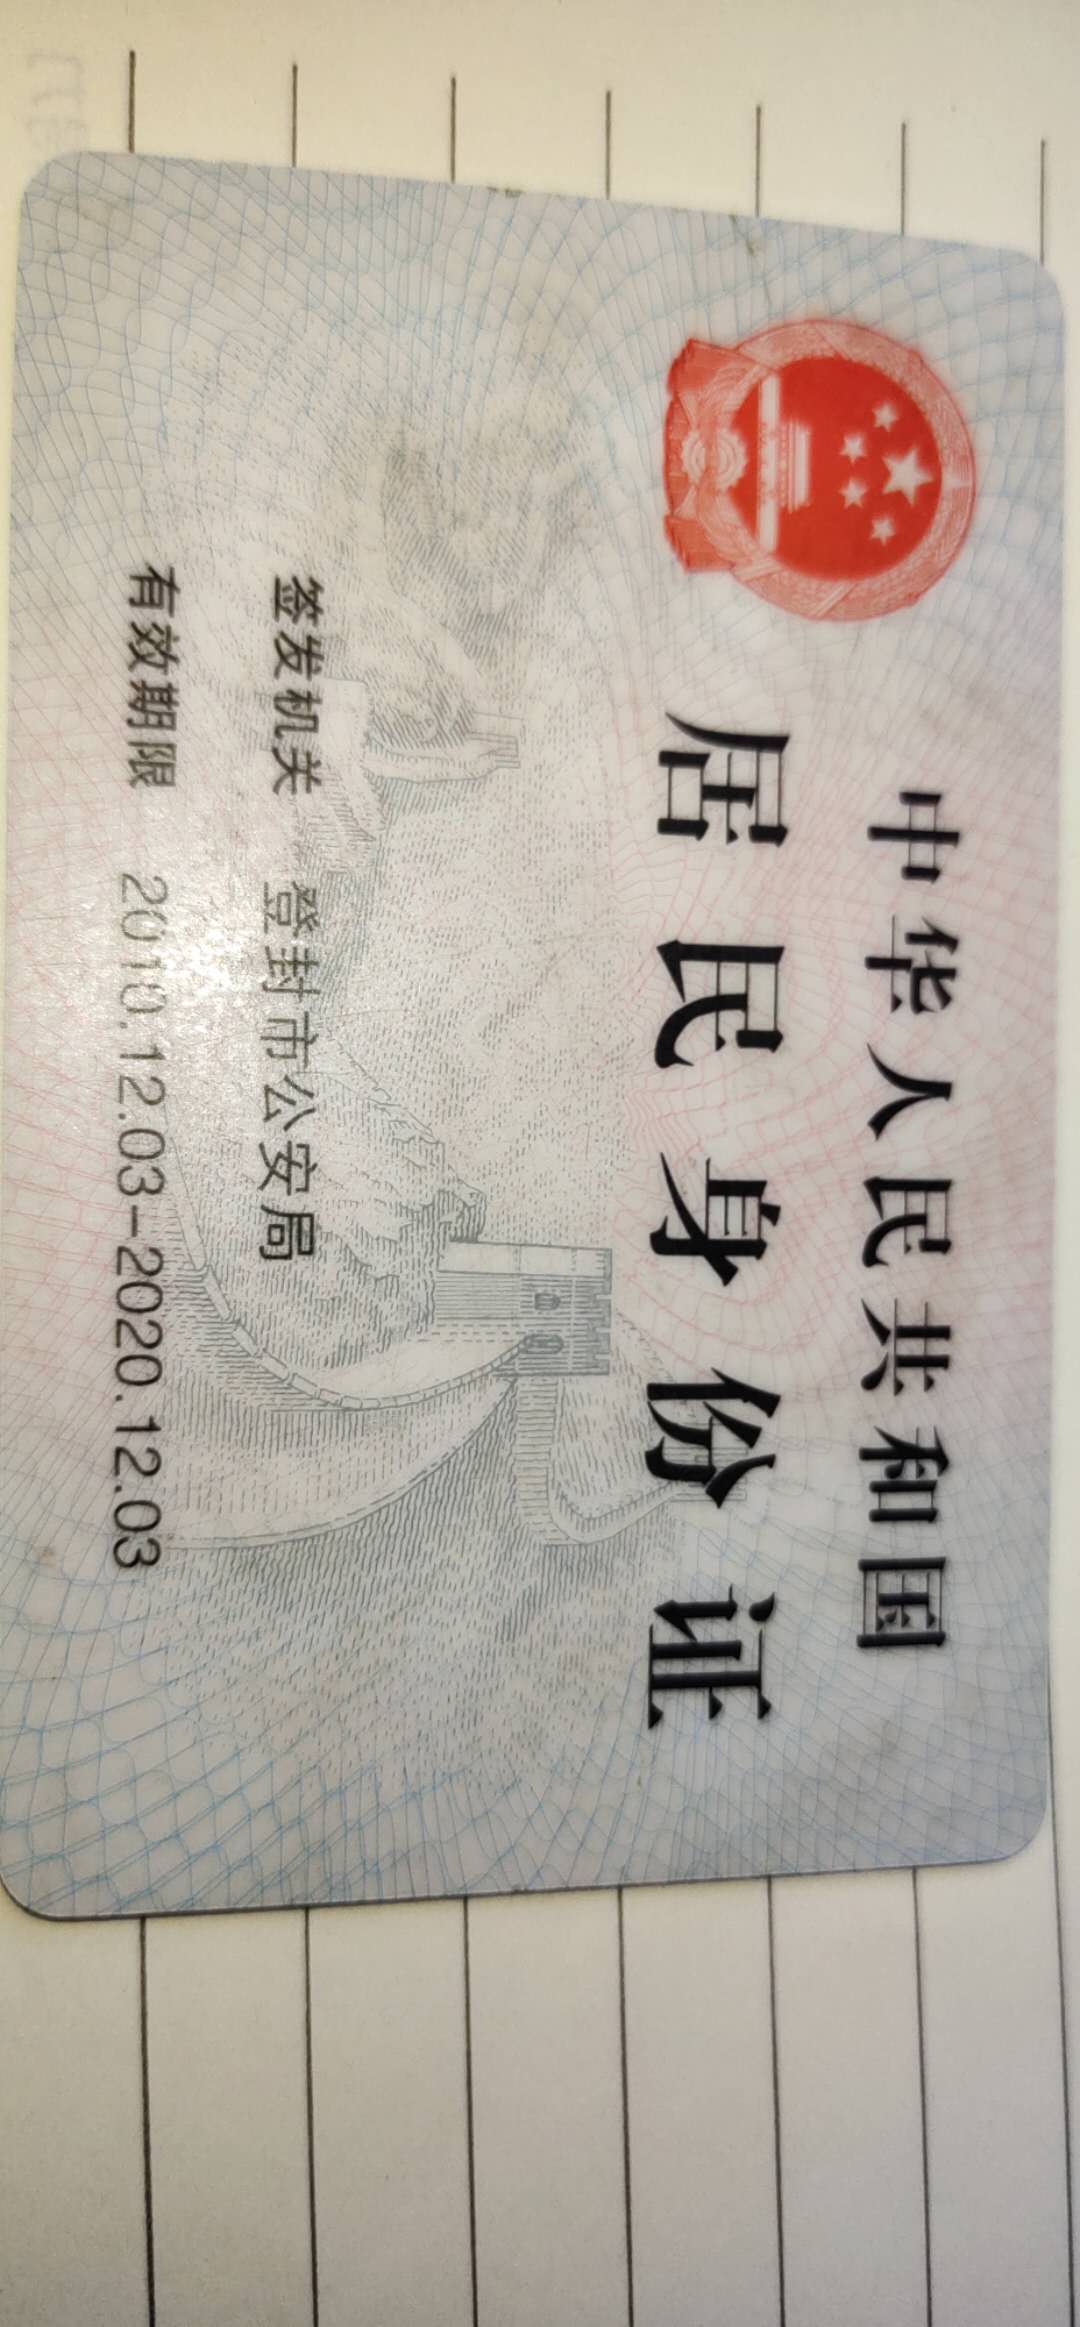 中华人民共和国
居民身份证
签发机关 登封市公安局
有效期限 2010.12.03-2020.12.03